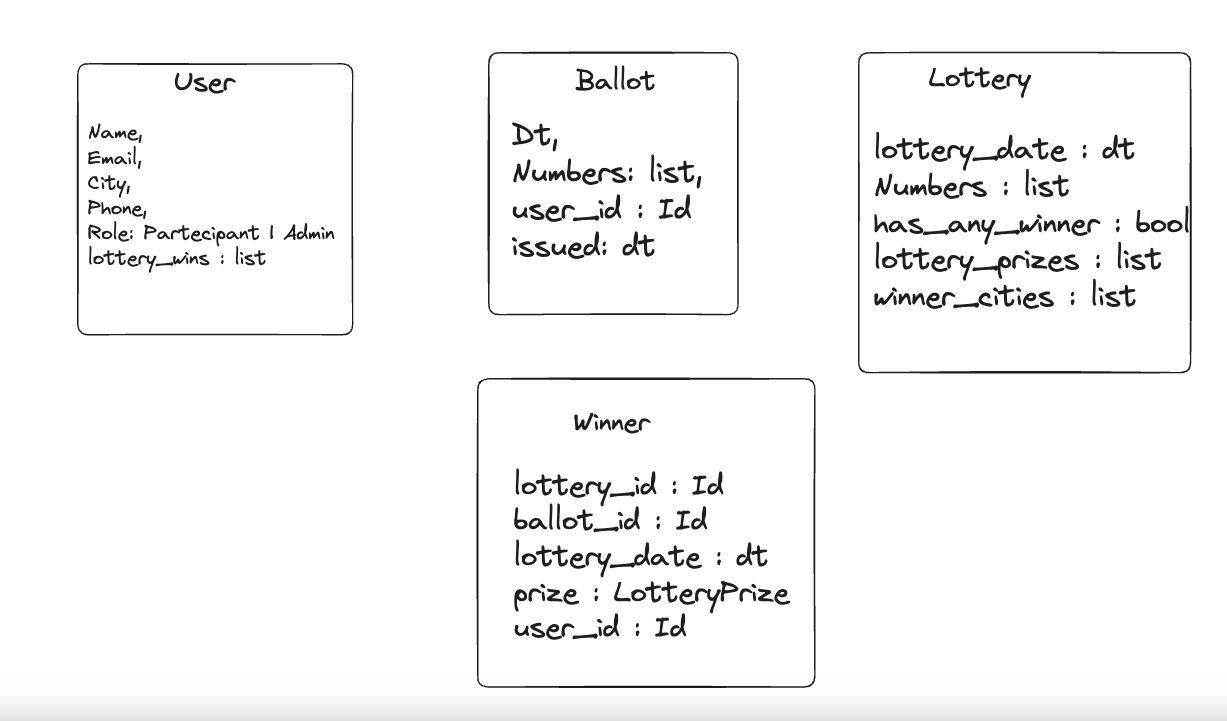 User
Name,
Email,
City,
Phone,
Role: Partecipant | Admin
lottery_wins : list
Ballot
Dt,
Numbers: list,
user_id : Id
issued: dt
Lottery
lottery_date : dt
Numbers : list
has_any_winner : bool
lottery_prizes : list
winner_cities : list
Winner
lottery_id : Id
ballot_id : Id
lottery_date : dt
prize : LotteryPrize
user_id : Id